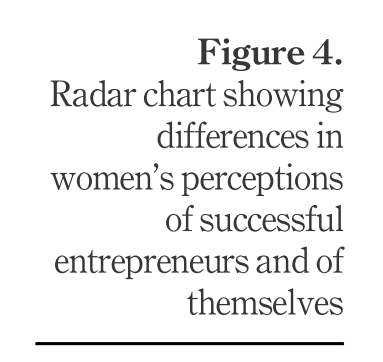 Figure 4.
Radar chart showing
differences in
women’s perceptions
of successful
entrepreneurs and of
themselves